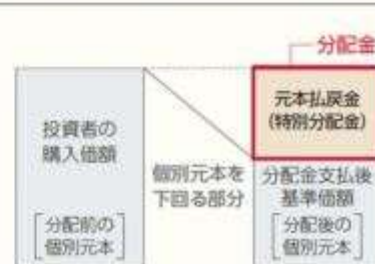 分配金
元本払戻金
(特別分配金)
投資者の
購入価額
個別元本を
下回る部分
分配金支払後
基準価額
分配前の
個別元本
分配後の
個別元本